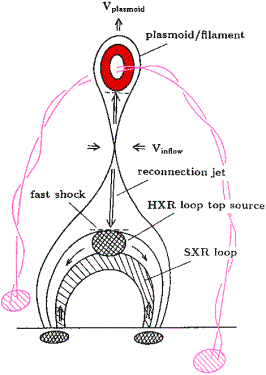 Vplasmoid
plasmoid/filament
Vinflow
reconnection jet
fast shock
HXR loop top source
SXR loop